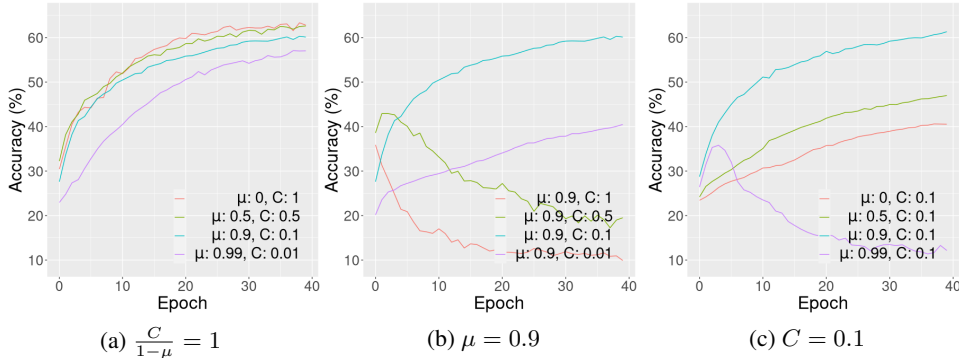 Accuracy (%)
60
50
40
30
20
10
μ: 0, C: 1
μ: 0.5, C: 0.5
μ: 0.9, C: 0.1
μ: 0.99, C: 0.01
0 10 20 30 40
Epoch
(a) C/(1−μ) = 1
Accuracy (%)
60
50
40
30
20
10
μ: 0.9, C: 1
μ: 0.9, C: 0.5
μ: 0.9, C: 0.1
μ: 0.9, C: 0.01
0 10 20 30 40
Epoch
(b) μ = 0.9
Accuracy (%)
60
50
40
30
20
10
μ: 0, C: 0.1
μ: 0.5, C: 0.1
μ: 0.9, C: 0.1
μ: 0.99, C: 0.1
0 10 20 30 40
Epoch
(c) C = 0.1